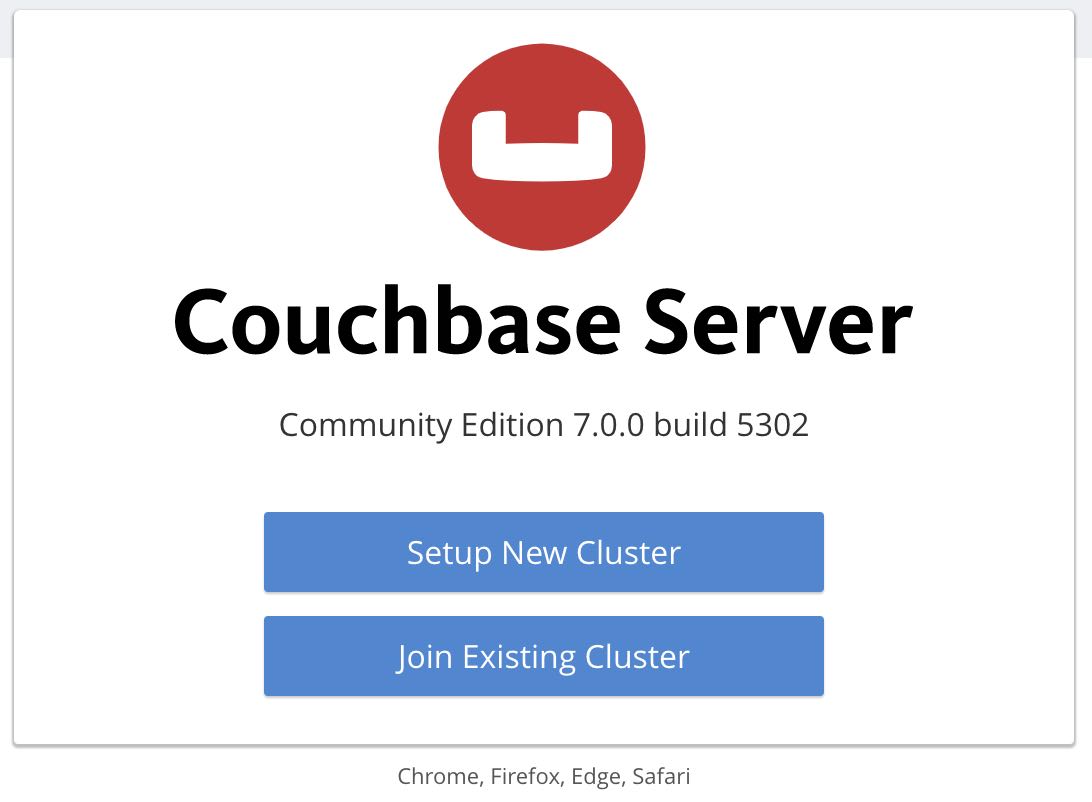 Couchbase Server
Community Edition 7.0.0 build 5302
Setup New Cluster
Join Existing Cluster
Chrome, Firefox, Edge, Safari